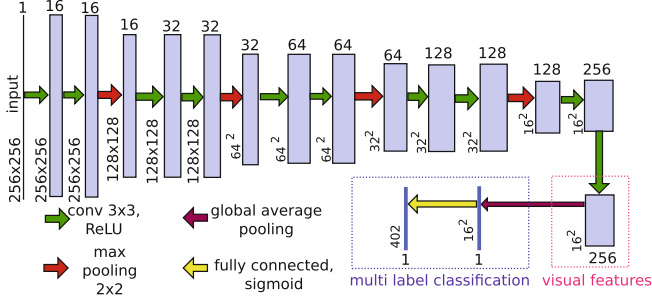 1
16
16
16
32
32
32
64
64
64
128
128
128
256
input
256x256
256x256
256x256
128x128
128x128
128x128
64²
64²
64²
32²
32²
32²
16²
16²
conv 3x3,
ReLU
global average
pooling
max
pooling
2x2
fully connected,
sigmoid
402
1
16²
1
16²
256
multi label classification
visual features